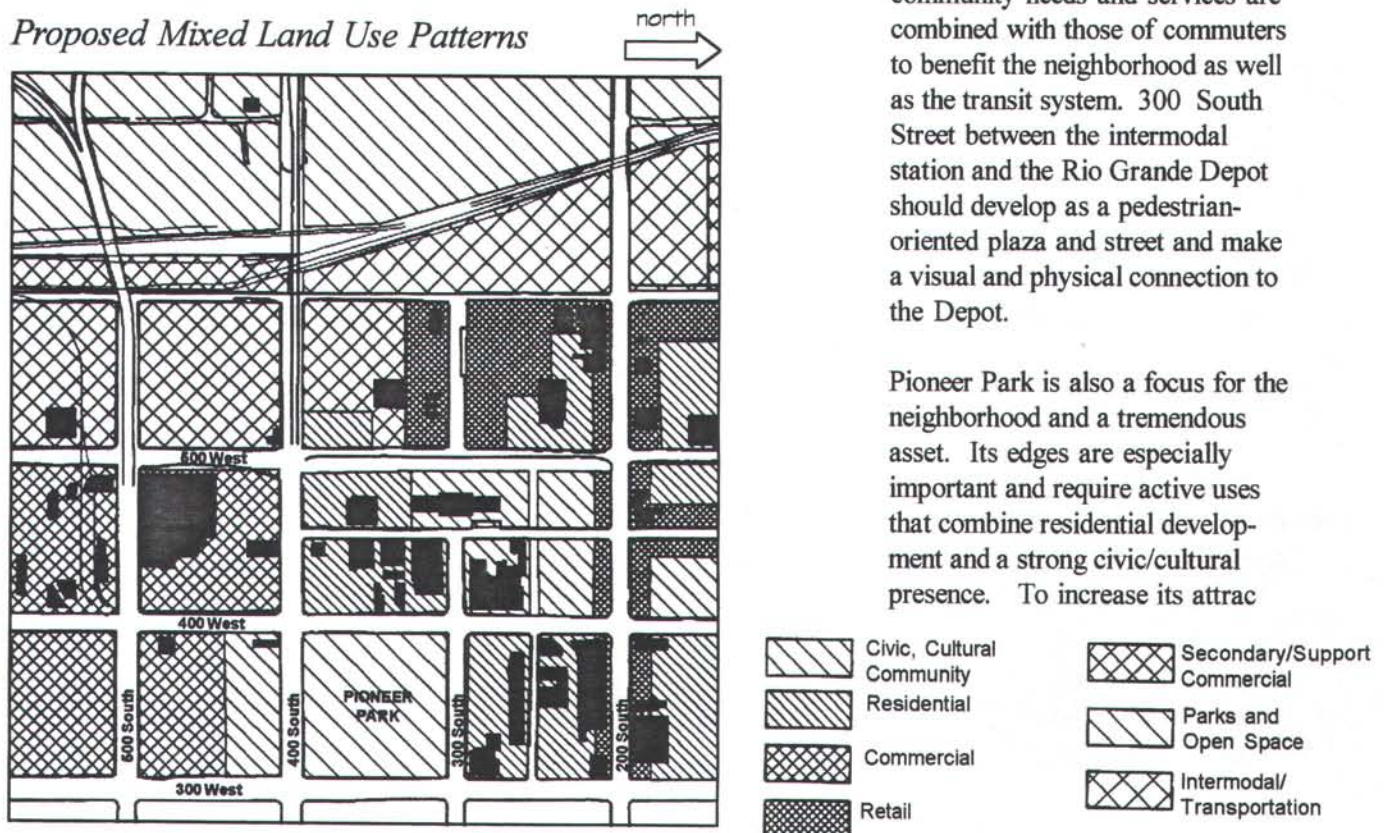 Proposed Mixed Land Use Patterns
north
500 West
400 West
300 West
500 South
400 South
300 South
200 South
PIONEER
PARK
combined with those of commuters
to benefit the neighborhood as well
as the transit system. 300 South
Street between the intermodal
station and the Rio Grande Depot
should develop as a pedestrian-
oriented plaza and street and make
a visual and physical connection to
the Depot.
Pioneer Park is also a focus for the
neighborhood and a tremendous
asset. Its edges are especially
important and require active uses
that combine residential develop-
ment and a strong civic/cultural
presence. To increase its attrac
Civic, Cultural
Community
Residential
Commercial
Retail
Secondary/Support
Commercial
Parks and
Open Space
Intermodal/
Transportation